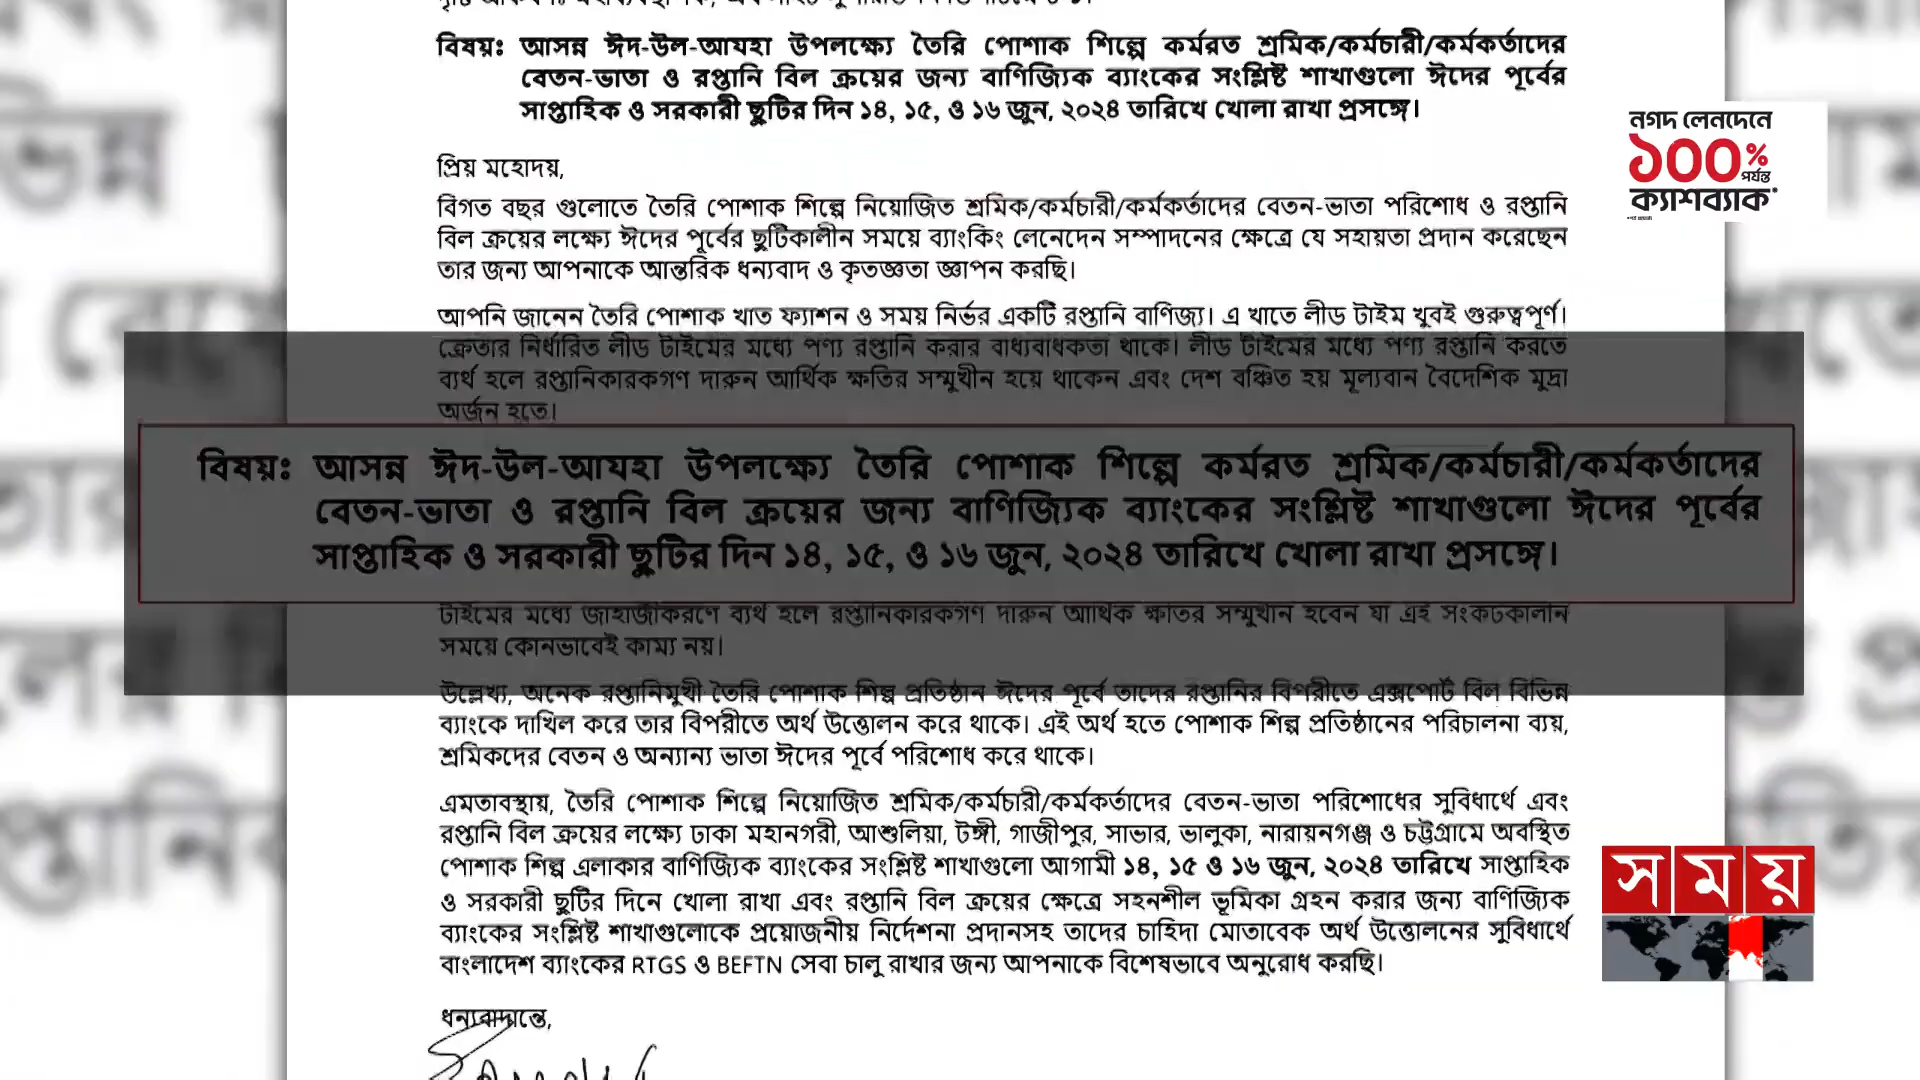 বিষয়ঃ আসন্ন ঈদ-উল-আযহা উপলক্ষ্যে তৈরি পোশাক শিল্পে কর্মরত শ্রমিক/কর্মচারী/কর্মকর্তাদের
বেতন-ভাতা ও রপ্তানি বিল ক্রয়ের জন্য বাণিজ্যিক ব্যাংকের সংশ্লিষ্ট শাখাগুলো ঈদের পূর্বের
সাপ্তাহিক ও সরকারী ছুটির দিন ১৪, ১৫, ও ১৬ জুন, ২০২৪ তারিখে খোলা রাখা প্রসঙ্গে।
প্রিয় মহোদয়,
বিগত বছর গুলোতে তৈরি পোশাক শিল্পে নিয়োজিত শ্রমিক/কর্মচারী/কর্মকর্তাদের বেতন-ভাতা পরিশোধ ও রপ্তানি
বিল ক্রয়ের লক্ষ্যে ঈদের পূর্বের ছুটিকালীন সময়ে ব্যাংকিং লেনেদেন সম্পাদনের ক্ষেত্রে যে সহায়তা প্রদান করেছেন
তার জন্য আপনাকে আন্তরিক ধন্যবাদ ও কৃতজ্ঞতা জ্ঞাপন করছি।
আপনি জানেন তৈরি পোশাক খাত ফ্যাশন ও সময় নির্ভর একটি রপ্তানি বাণিজ্য। এ খাতে লীড টাইম খুবই গুরুত্বপূর্ণ।
ক্রেতার নির্ধারিত লীড টাইমের মধ্যে পণ্য রপ্তানি করার বাধ্যবাধকতা থাকে। লীড টাইমের মধ্যে পণ্য রপ্তানি করতে
ব্যর্থ হলে রপ্তানিকারকগণ দারুন আর্থিক ক্ষতির সম্মুখীন হয়ে থাকেন এবং দেশ বঞ্চিত হয় মূল্যবান বৈদেশিক মুদ্রা
অর্জন হতে।
বিষয়ঃ আসন্ন ঈদ-উল-আযহা উপলক্ষ্যে তৈরি পোশাক শিল্পে কর্মরত শ্রমিক/কর্মচারী/কর্মকর্তাদের
বেতন-ভাতা ও রপ্তানি বিল ক্রয়ের জন্য বাণিজ্যিক ব্যাংকের সংশ্লিষ্ট শাখাগুলো ঈদের পূর্বের
সাপ্তাহিক ও সরকারী ছুটির দিন ১৪, ১৫, ও ১৬ জুন, ২০২৪ তারিখে খোলা রাখা প্রসঙ্গে।
টাইমের মধ্যে জাহাজীকরণে ব্যর্থ হলে রপ্তানিকারকগণ দারুন আর্থিক ক্ষতির সম্মুখীন হবেন যা এই সংকটকালীন
সময়ে কোনভাবেই কাম্য নয়।
উল্লেখ্য, অনেক রপ্তানিমুখী তৈরি পোশাক শিল্প প্রতিষ্ঠান ঈদের পূর্বে তাদের রপ্তানির বিপরীতে এক্সপোর্ট বিল বিভিন্ন
ব্যাংকে দাখিল করে তার বিপরীতে অর্থ উত্তোলন করে থাকে। এই অর্থ হতে পোশাক শিল্প প্রতিষ্ঠানের পরিচালনা ব্যয়,
শ্রমিকদের বেতন ও অন্যান্য ভাতা ঈদের পূর্বে পরিশোধ করে থাকে।
এমতাবস্থায়, তৈরি পোশাক শিল্পে নিয়োজিত শ্রমিক/কর্মচারী/কর্মকর্তাদের বেতন-ভাতা পরিশোধের সুবিধার্থে এবং
রপ্তানি বিল ক্রয়ের লক্ষ্যে ঢাকা মহানগরী, আশুলিয়া, টঙ্গী, গাজীপুর, সাভার, ভালুকা, নারায়নগঞ্জ ও চট্টগ্রামে অবস্থিত
পোশাক শিল্প এলাকার বাণিজ্যিক ব্যাংকের সংশ্লিষ্ট শাখাগুলো আগামী ১৪, ১৫ ও ১৬ জুন, ২০২৪ তারিখে সাপ্তাহিক
ও সরকারী ছুটির দিনে খোলা রাখা এবং রপ্তানি বিল ক্রয়ের ক্ষেত্রে সহনশীল ভূমিকা গ্রহন করার জন্য বাণিজ্যিক
ব্যাংকের সংশ্লিষ্ট শাখাগুলোকে প্রয়োজনীয় নির্দেশনা প্রদানসহ তাদের চাহিদা মোতাবেক অর্থ উত্তোলনের সুবিধার্থে
বাংলাদেশ ব্যাংকের RTGS ও BEFTN সেবা চালু রাখার জন্য আপনাকে বিশেষভাবে অনুরোধ করছি।
ধন্যবাদান্তে,
নগদ লেনদেনে
১০০% পর্যন্ত
ক্যাশব্যাক*
সময়